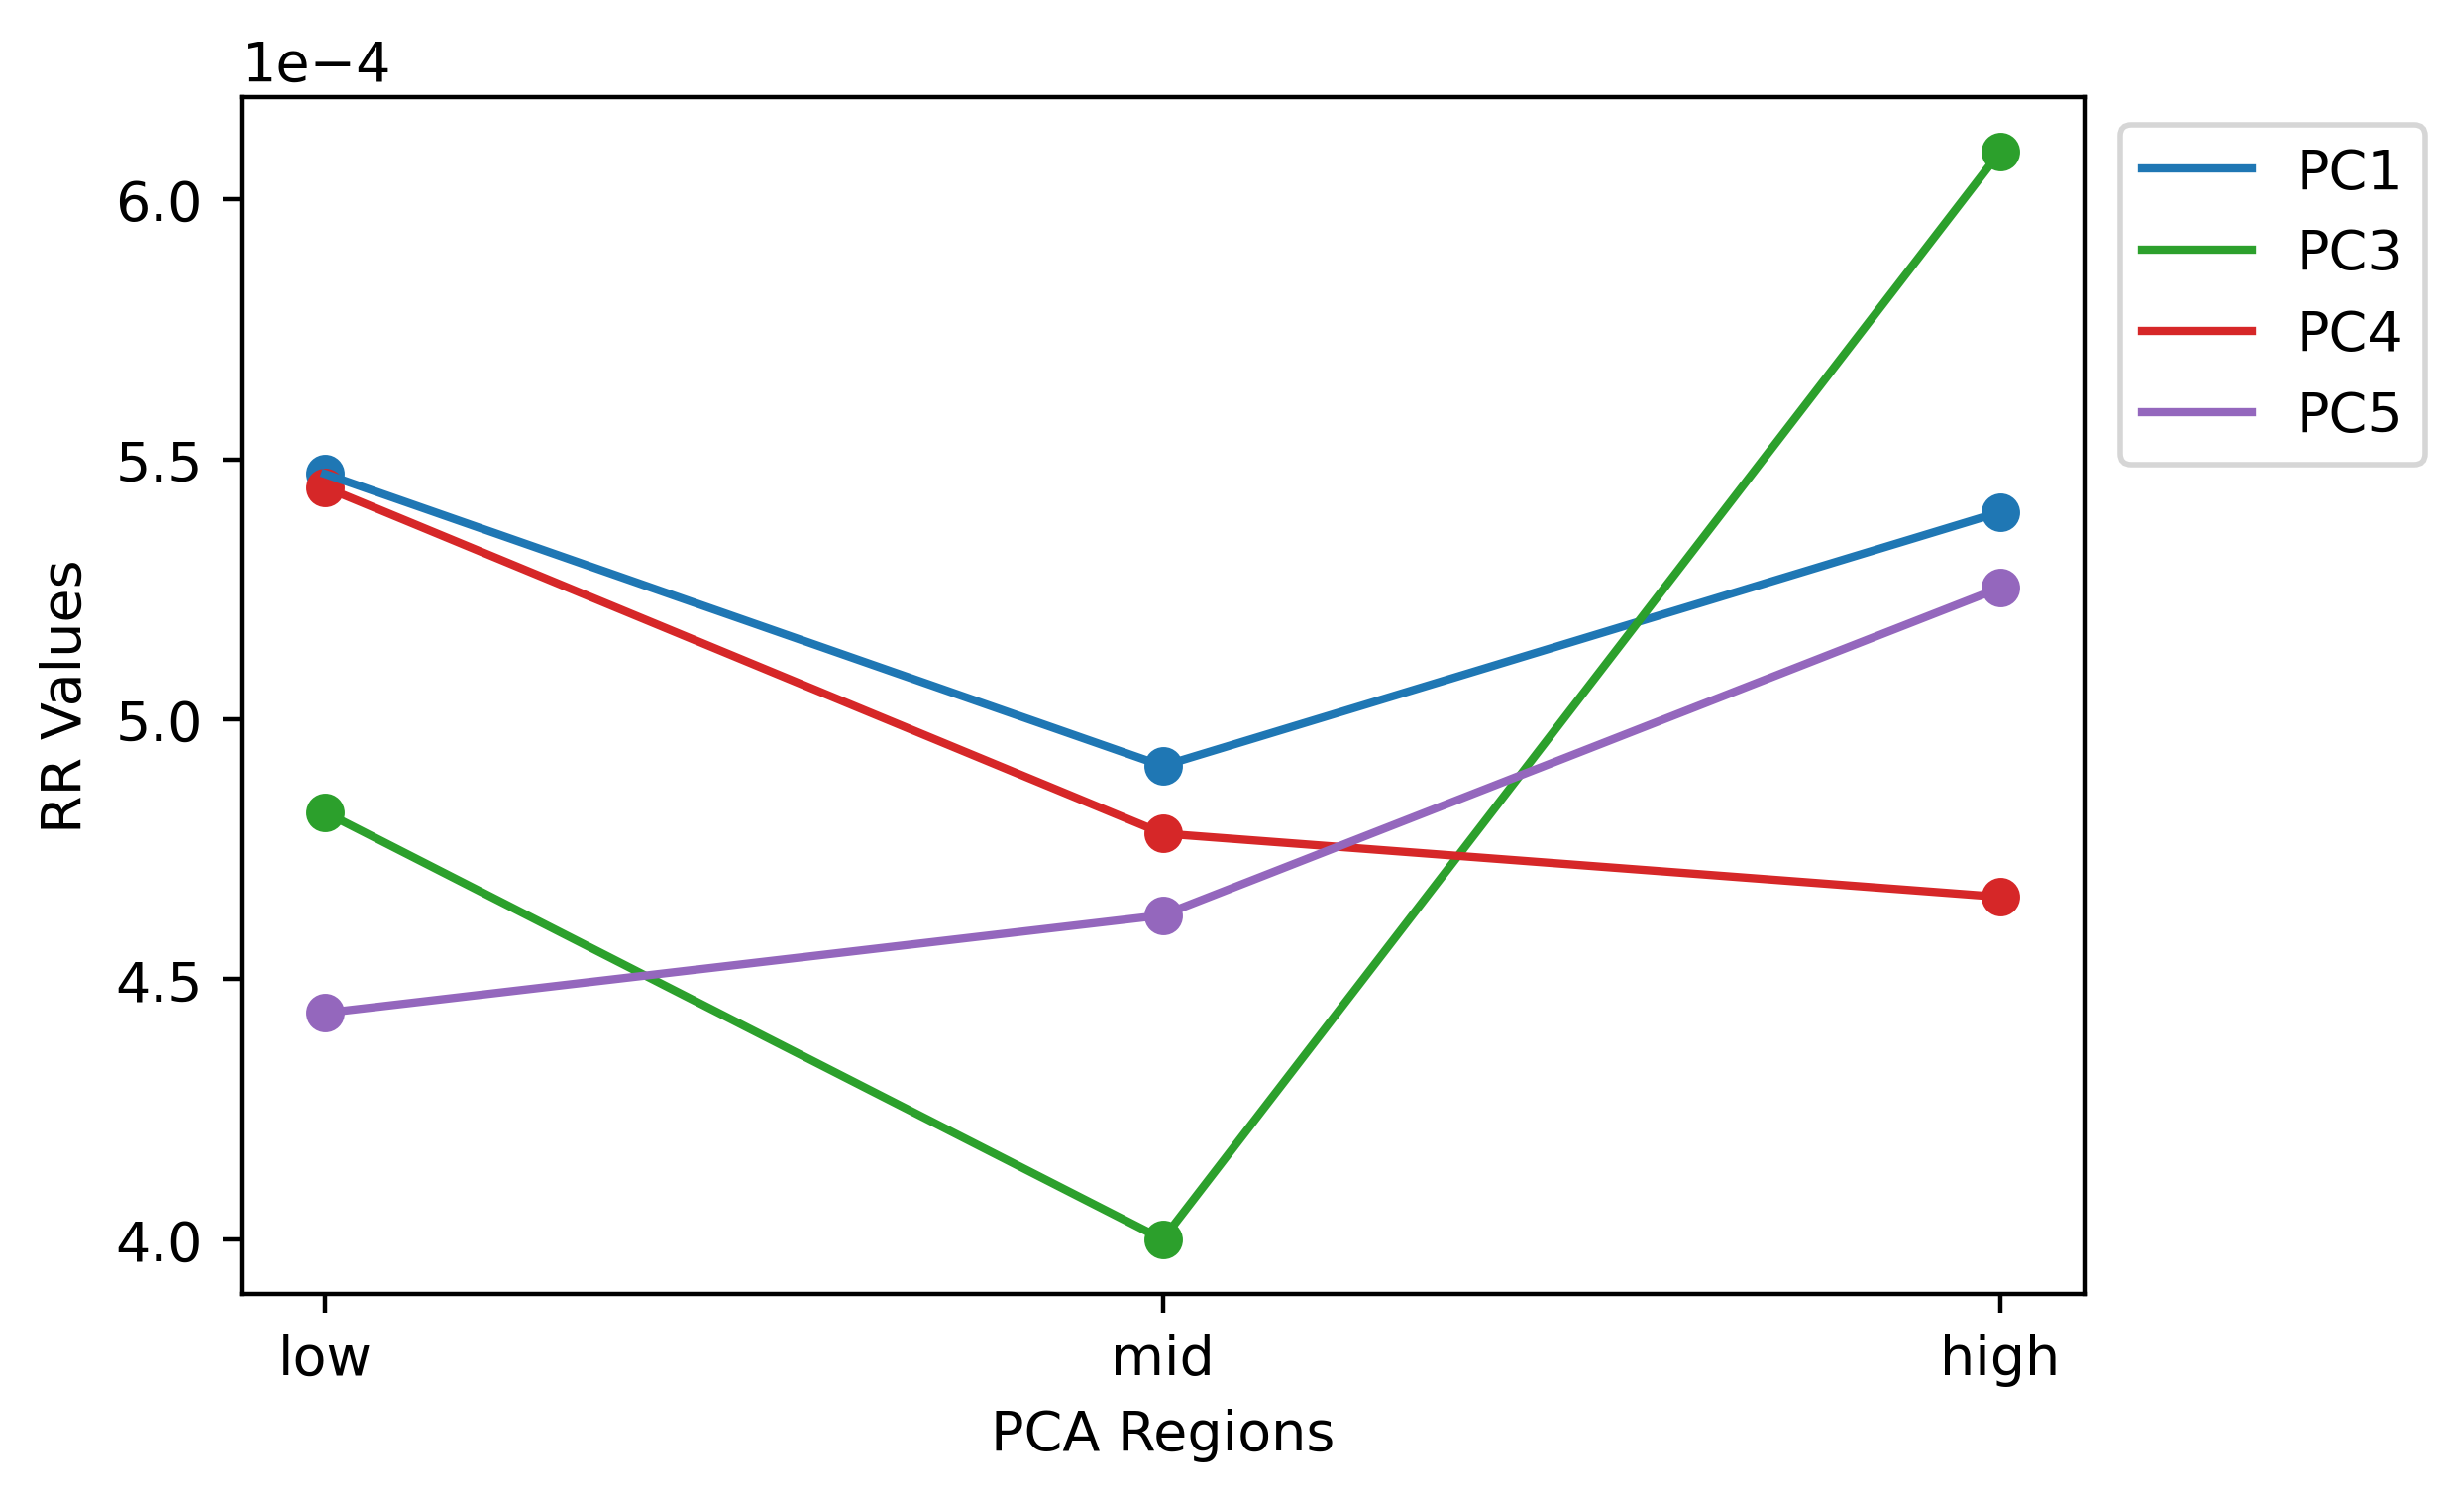 1e−4
6.0
5.5
5.0
4.5
4.0
RR Values
low mid high
PCA Regions
PC1
PC3
PC4
PC5